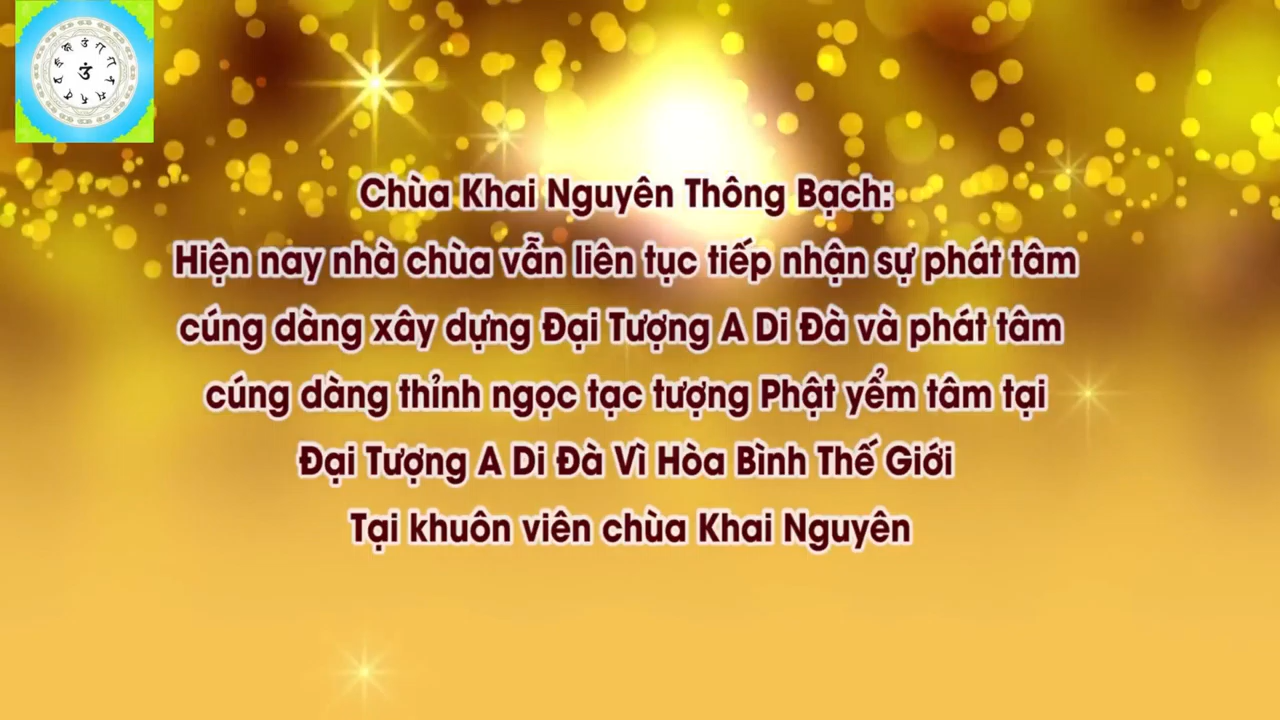 Chùa Khai Nguyên Thông Bạch:
Hiện nay nhà chùa vẫn liên tục tiếp nhận sự phát tâm
cúng dàng xây dựng Đại Tượng A Di Đà và phát tâm
cúng dàng thỉnh ngọc tạc tượng Phật yểm tâm tại
Đại Tượng A Di Đà Vì Hòa Bình Thế Giới
Tại khuôn viên chùa Khai Nguyên